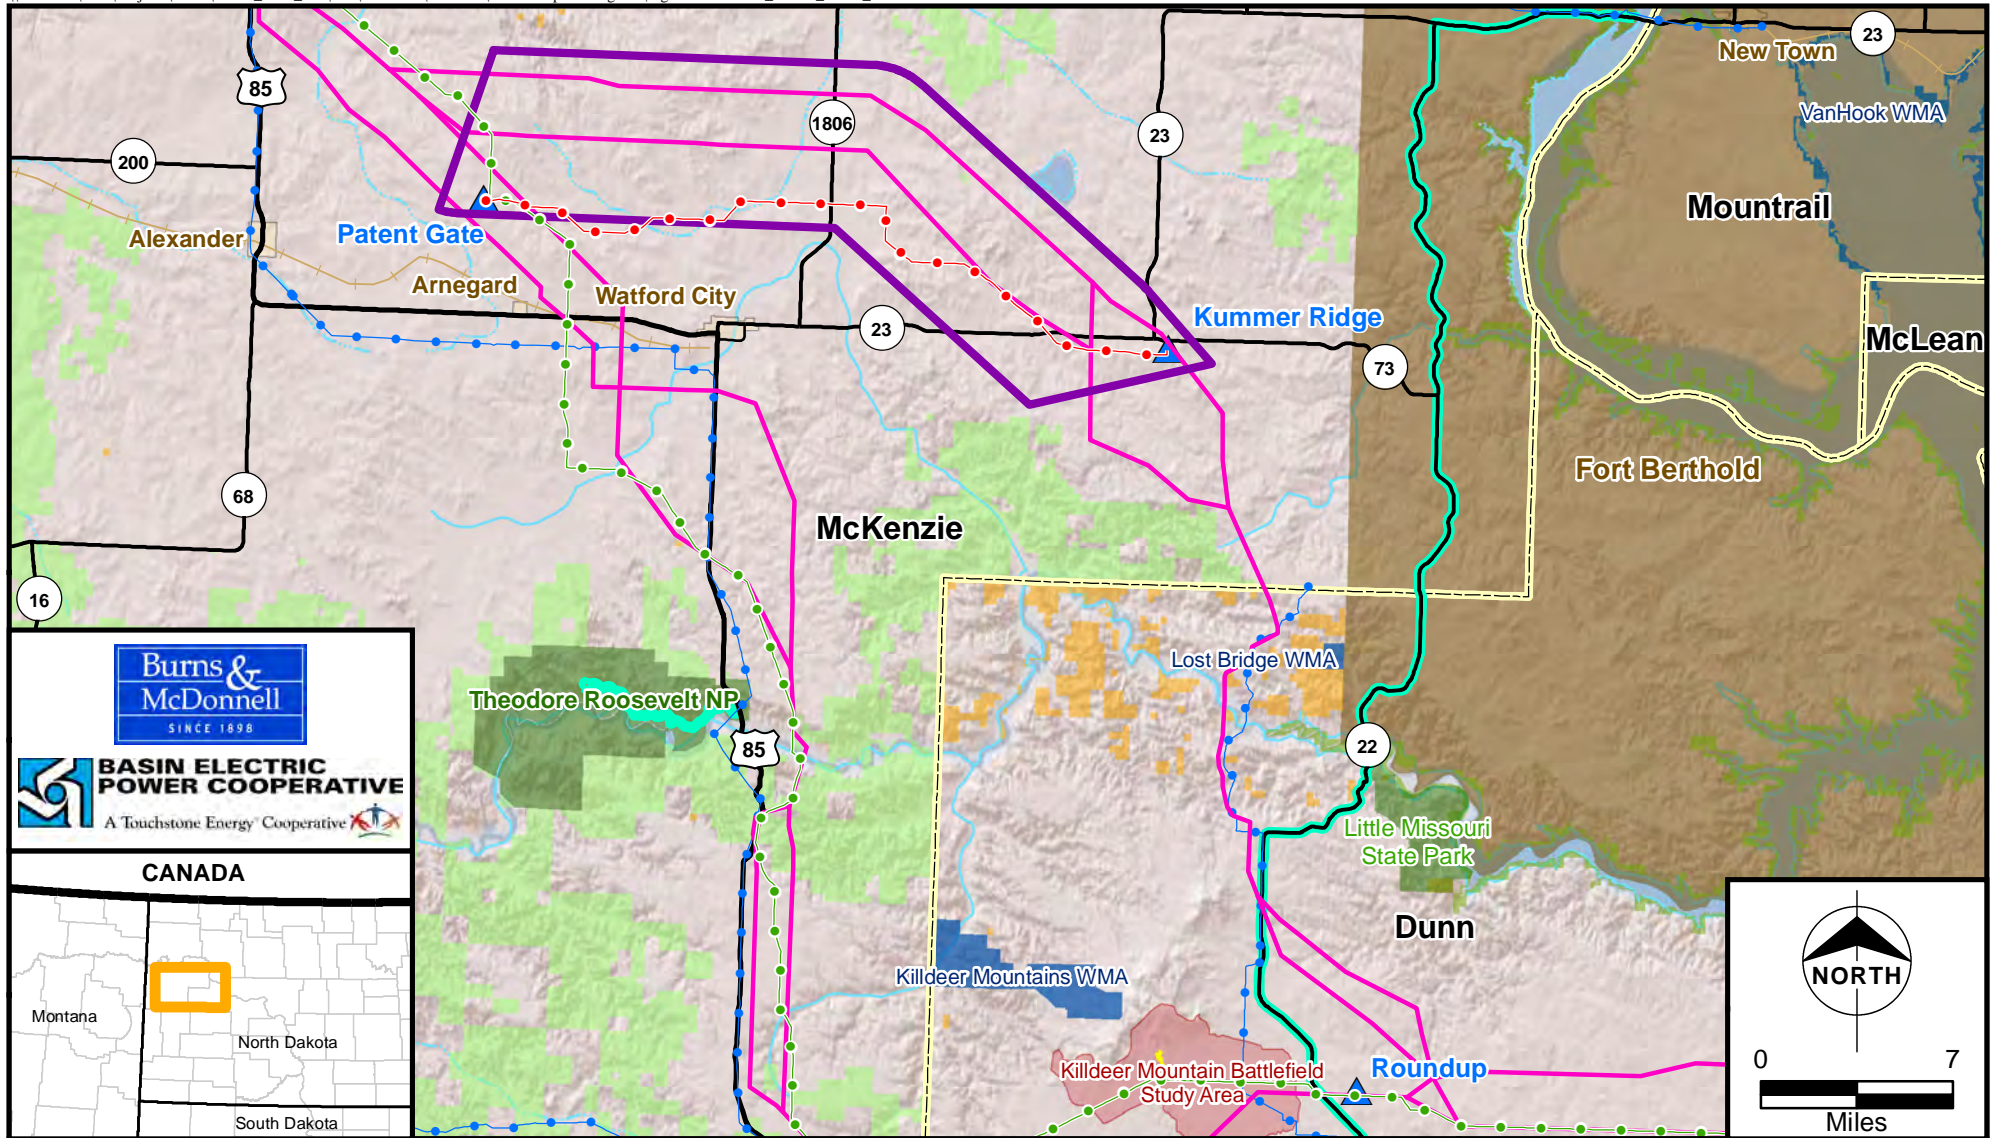 85
1806
23
23
New Town
VanHook WMA
200
Mountrail
Alexander
Patent Gate
Arnegard
Watford City
23
Kummer Ridge
McLean
73
Fort Berthold
68
McKenzie
16
Burns &
McDonnell
SINCE 1898
BASIN ELECTRIC
POWER COOPERATIVE
A Touchstone Energy Cooperative
Theodore Roosevelt NP
85
Lost Bridge WMA
22
Little Missouri
State Park
CANADA
Montana
North Dakota
South Dakota
Dunn
Killdeer Mountains WMA
Killdeer Mountain Battlefield
Study Area
Roundup
NORTH
0 7
Miles